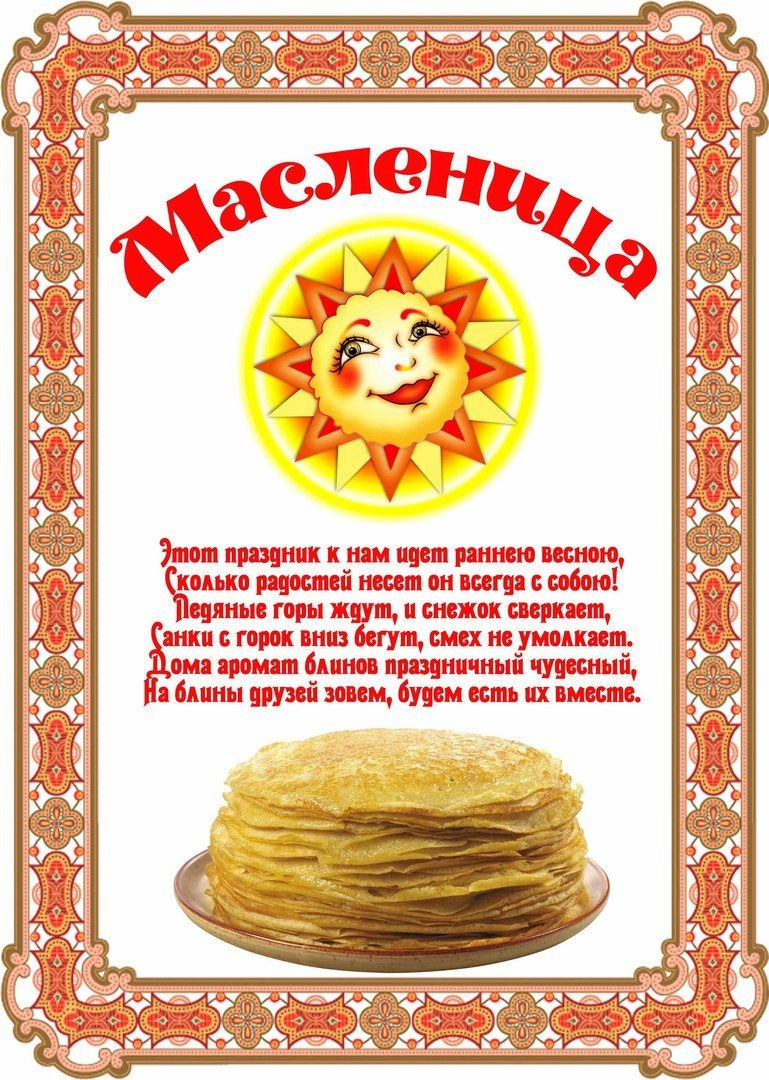 Масленица
Этот праздник к нам идет раннею весною,
Сколько радостей несет он всегда с собою!
Ледяные горы ждут, и снежок сверкает,
Санки с горок вниз бегут, смех не умолкает.
Дома аромат блинов праздничный чудесный,
На блины друзей зовем, будем есть их вместе.